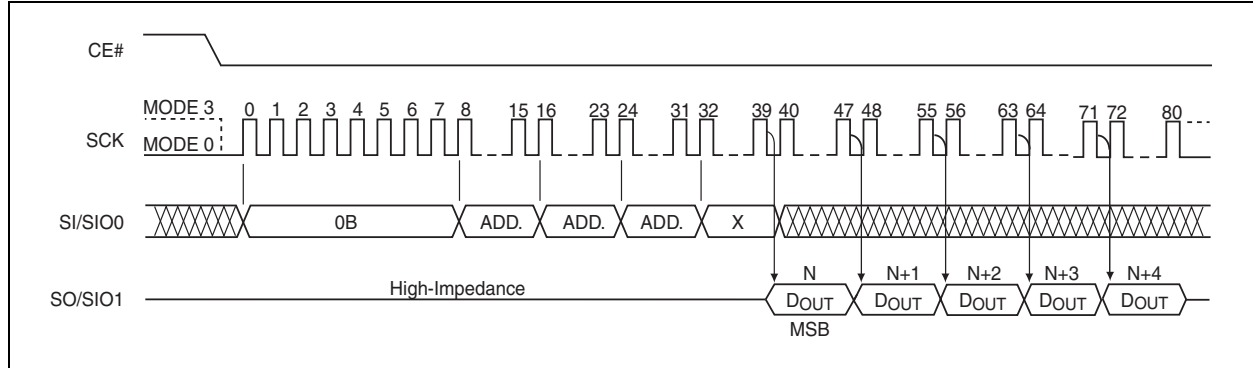 CE#
MODE 3
0 1 2 3 4 5 6 7 8 15 16 23 24 31 32 39 40 47 48 55 56 63 64 71 72 80
SCK
MODE 0
SI/SIO0
0B ADD. ADD. ADD. X
N N+1 N+2 N+3 N+4
High-Impedance
SO/SIO1
DOUT DOUT DOUT DOUT DOUT
MSB